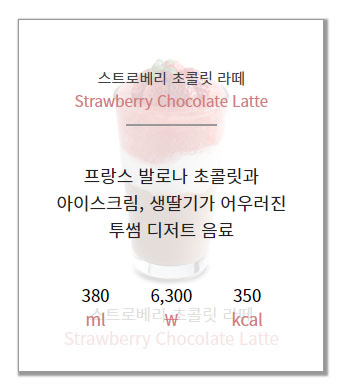 스트로베리 초콜릿 라떼
Strawberry Chocolate Latte
프랑스 발로나 초콜릿과
아이스크림, 생딸기가 어우러진
투썸 디저트 음료
380 6,300 350
ml ₩ kcal
스트로베리 초콜릿 라떼
Strawberry Chocolate Latte